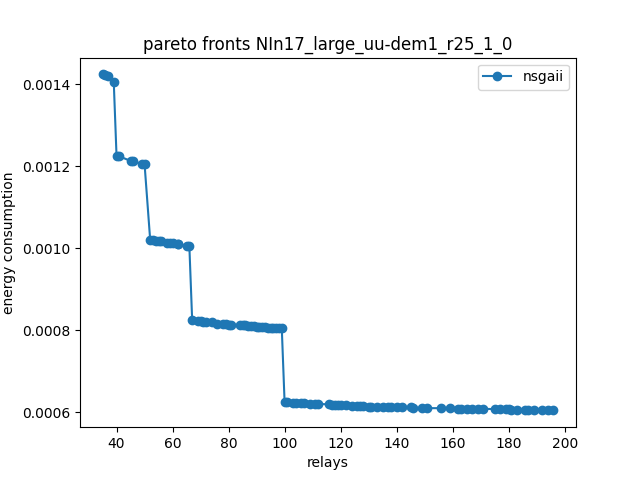 pareto fronts NIn17_large_uu-dem1_r25_1_0
nsgaii
energy consumption
0.0014
0.0012
0.0010
0.0008
0.0006
40 60 80 100 120 140 160 180 200
relays